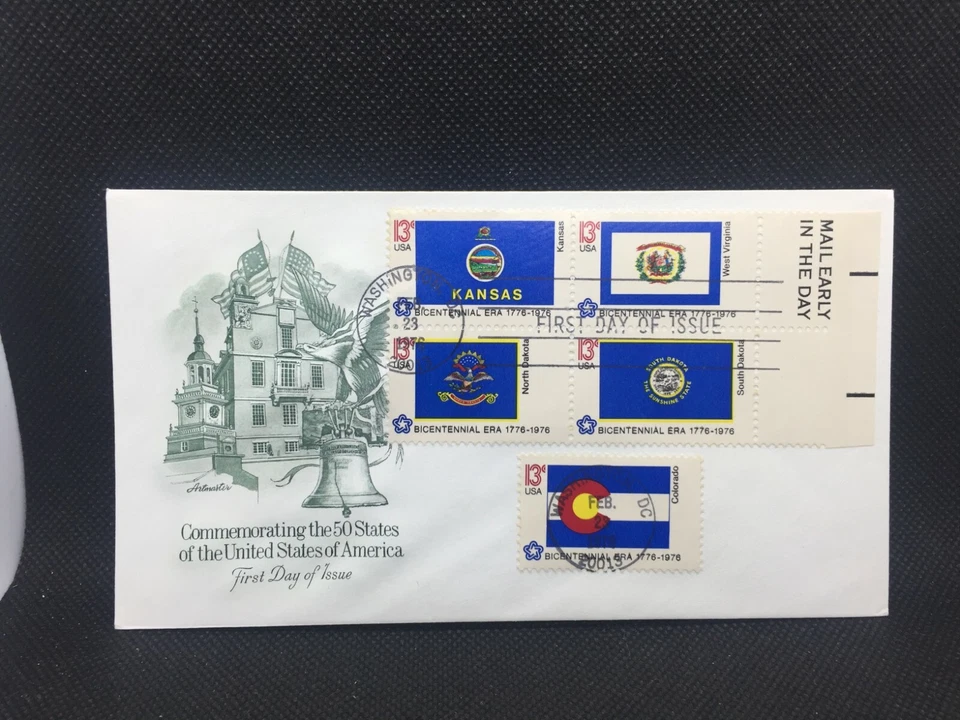 13¢
USA
Kansas
KANSAS
BICENTENNIAL ERA 1776-1976
13¢
USA
West Virginia
BICENTENNIAL ERA 1776-1976
MAIL EARLY
IN THE DAY
WASHINGTON
FEB.
23
1976
FIRST DAY OF ISSUE
13¢
USA
North Dakota
BICENTENNIAL ERA 1776-1976
13¢
USA
South Dakota
SOUTH DAKOTA
THE SUNSHINE STATE
BICENTENNIAL ERA 1776-1976
Artmaster
Commemorating the 50 States
of the United States of America
First Day of Issue
13¢
USA
Colorado
BICENTENNIAL ERA 1776-1976
DC
FEB.
20013